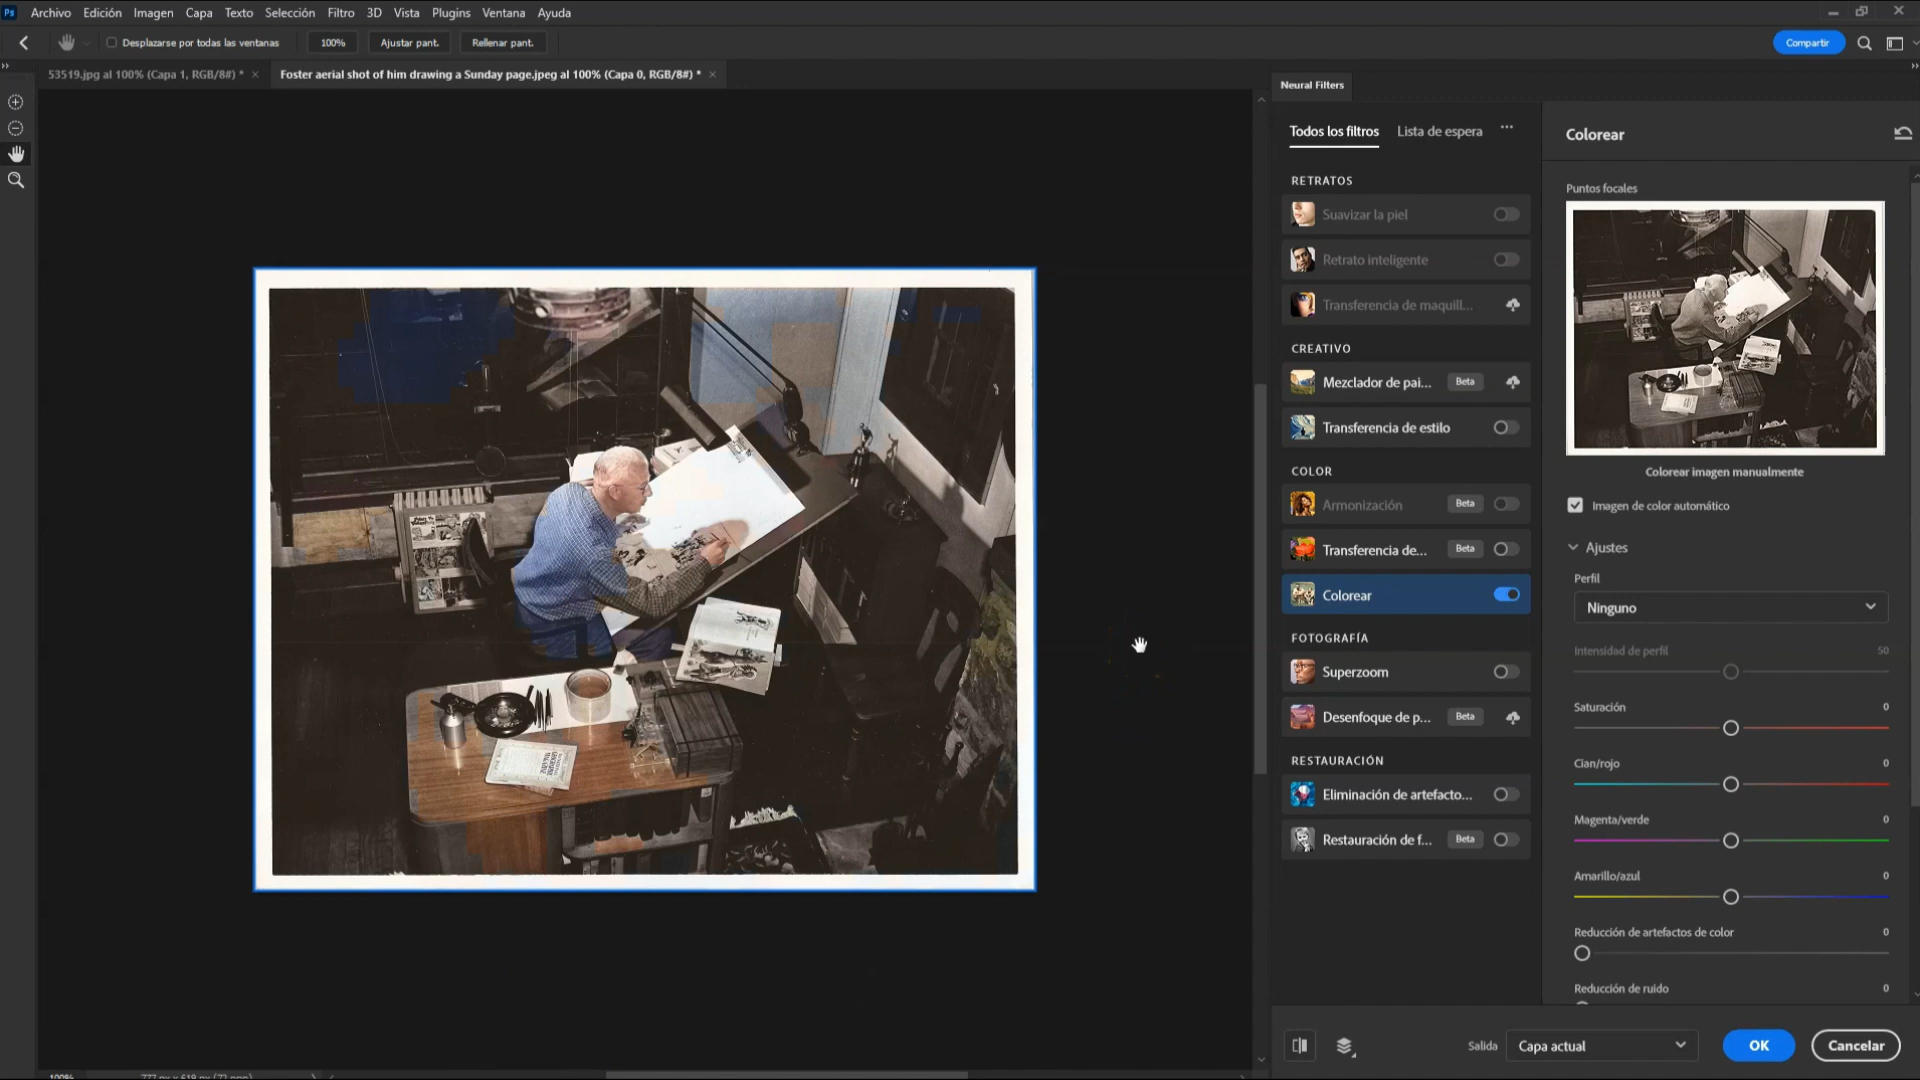 Ps Archivo Edición Imagen Capa Texto Selección Filtro 3D Vista Plugins Ventana Ayuda
Desplazarse por todas las ventanas 100% Ajustar pant. Rellenar pant. Compartir
53519.jpg al 100% (Capa 1, RGB/8#) * × Foster aerial shot of him drawing a Sunday page.jpeg al 100% (Capa 0, RGB/8#) * ×
Neural Filters
Todos los filtros Lista de espera ...
RETRATOS
Suavizar la piel
Retrato inteligente
Transferencia de maquill...
CREATIVO
Mezclador de pai... Beta
Transferencia de estilo
COLOR
Armonización Beta
Transferencia de... Beta
Colorear
FOTOGRAFÍA
Superzoom
Desenfoque de p... Beta
RESTAURACIÓN
Eliminación de artefacto...
Restauración de f... Beta
Colorear
Puntos focales
Colorear imagen manualmente
Imagen de color automático
Ajustes
Perfil
Ninguno
Intensidad de perfil 50
Saturación 0
Cian/rojo 0
Magenta/verde 0
Amarillo/azul 0
Reducción de artefactos de color 0
Reducción de ruido 0
Salida Capa actual OK Cancelar